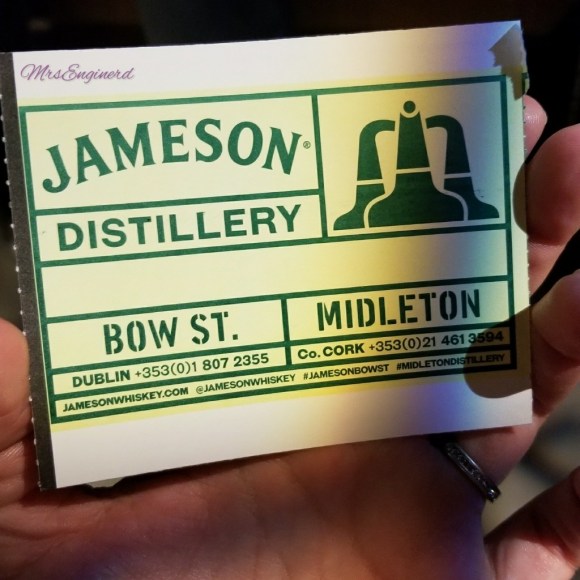 MrsEnginerd
JAMESON®
DISTILLERY
BOW ST.
DUBLIN +353(0)1 807 2355
MIDLETON
Co. CORK +353(0)21 461 3594
JAMESONWHISKEY.COM @JAMESONWHISKEY #JAMESONBOWST #MIDLETONDISTILLERY